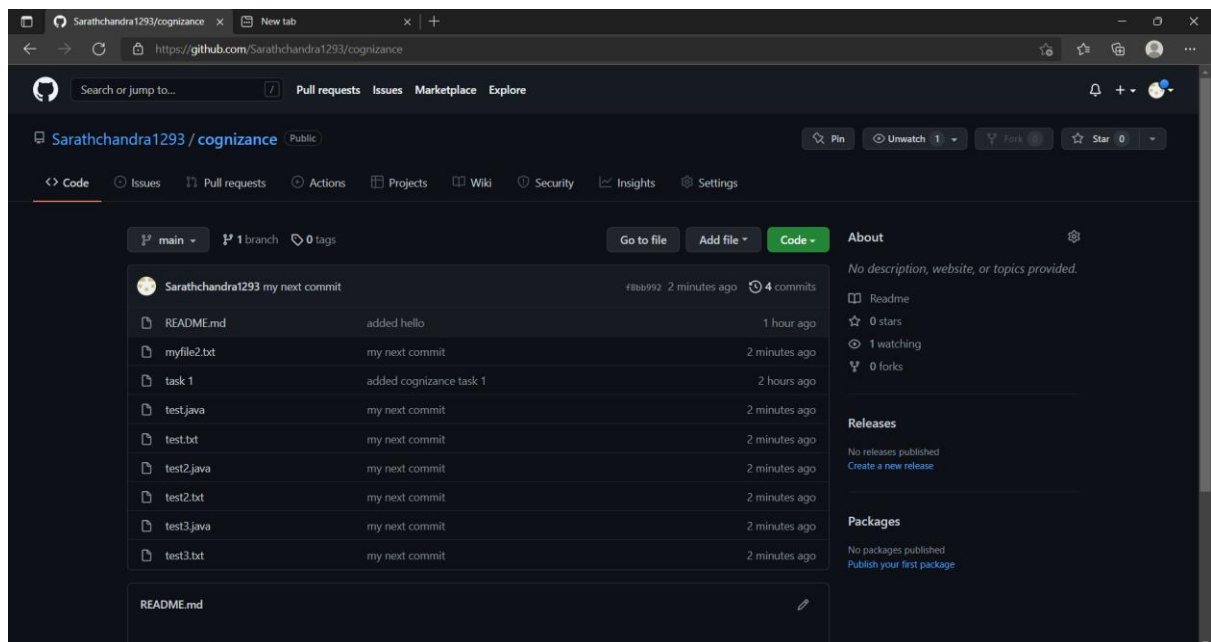 Sarathchandra1293/cognizance New tab
https://github.com/Sarathchandra1293/cognizance
Search or jump to... / Pull requests Issues Marketplace Explore
Sarathchandra1293 / cognizance Public Pin Unwatch 1 Fork 0 Star 0
<> Code Issues Pull requests Actions Projects Wiki Security Insights Settings
main 1 branch 0 tags Go to file Add file Code About
No description, website, or topics provided.
Sarathchandra1293 my next commit f8bb992 2 minutes ago 4 commits
Readme
README.md added hello 1 hour ago 0 stars
1 watching
myfile2.txt my next commit 2 minutes ago
0 forks
task 1 added cognizance task 1 2 hours ago
test.java my next commit 2 minutes ago
Releases
test.txt my next commit 2 minutes ago
No releases published
test2.java my next commit 2 minutes ago Create a new release
test2.txt my next commit 2 minutes ago
test3.java my next commit 2 minutes ago Packages
test3.txt my next commit 2 minutes ago No packages published
Publish your first package
README.md